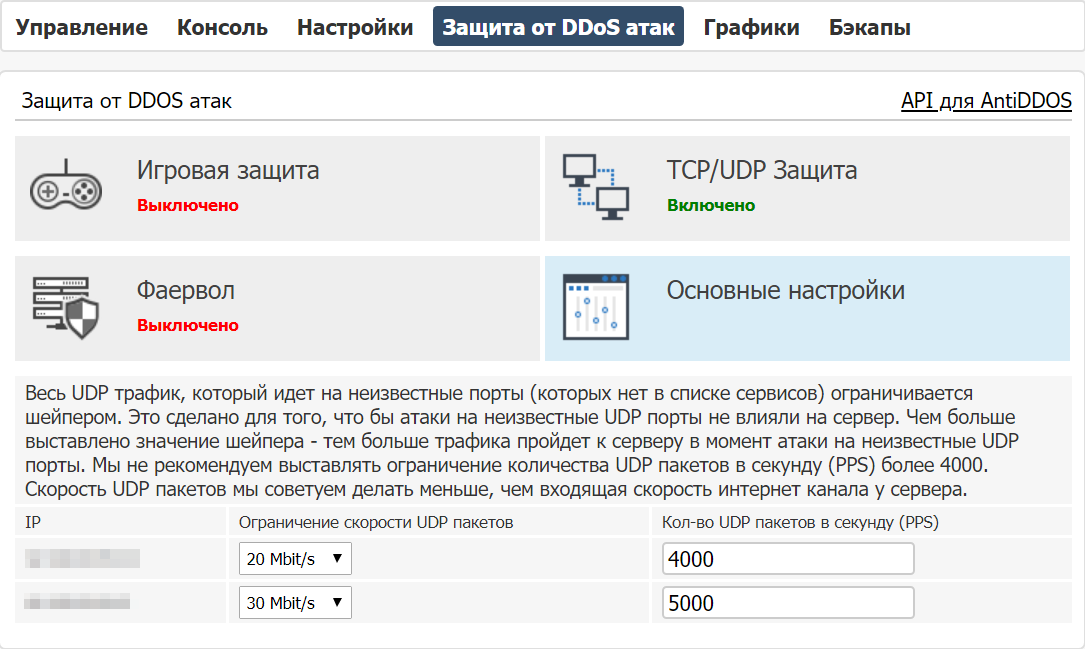 Управление Консоль Настройки Защита от DDoS атак Графики Бэкапы
Защита от DDOS атак API для AntiDDOS
Игровая защита
Выключено
TCP/UDP Защита
Включено
Фаервол
Выключено
Основные настройки
Весь UDP трафик, который идет на неизвестные порты (которых нет в списке сервисов) ограничивается
шейпером. Это сделано для того, что бы атаки на неизвестные UDP порты не влияли на сервер. Чем больше
выставлено значение шейпера - тем больше трафика пройдет к серверу в момент атаки на неизвестные UDP
порты. Мы не рекомендуем выставлять ограничение количества UDP пакетов в секунду (PPS) более 4000.
Скорость UDP пакетов мы советуем делать меньше, чем входящая скорость интернет канала у сервера.
IP Ограничение скорости UDP пакетов Кол-во UDP пакетов в секунду (PPS)
20 Mbit/s 4000
30 Mbit/s 5000